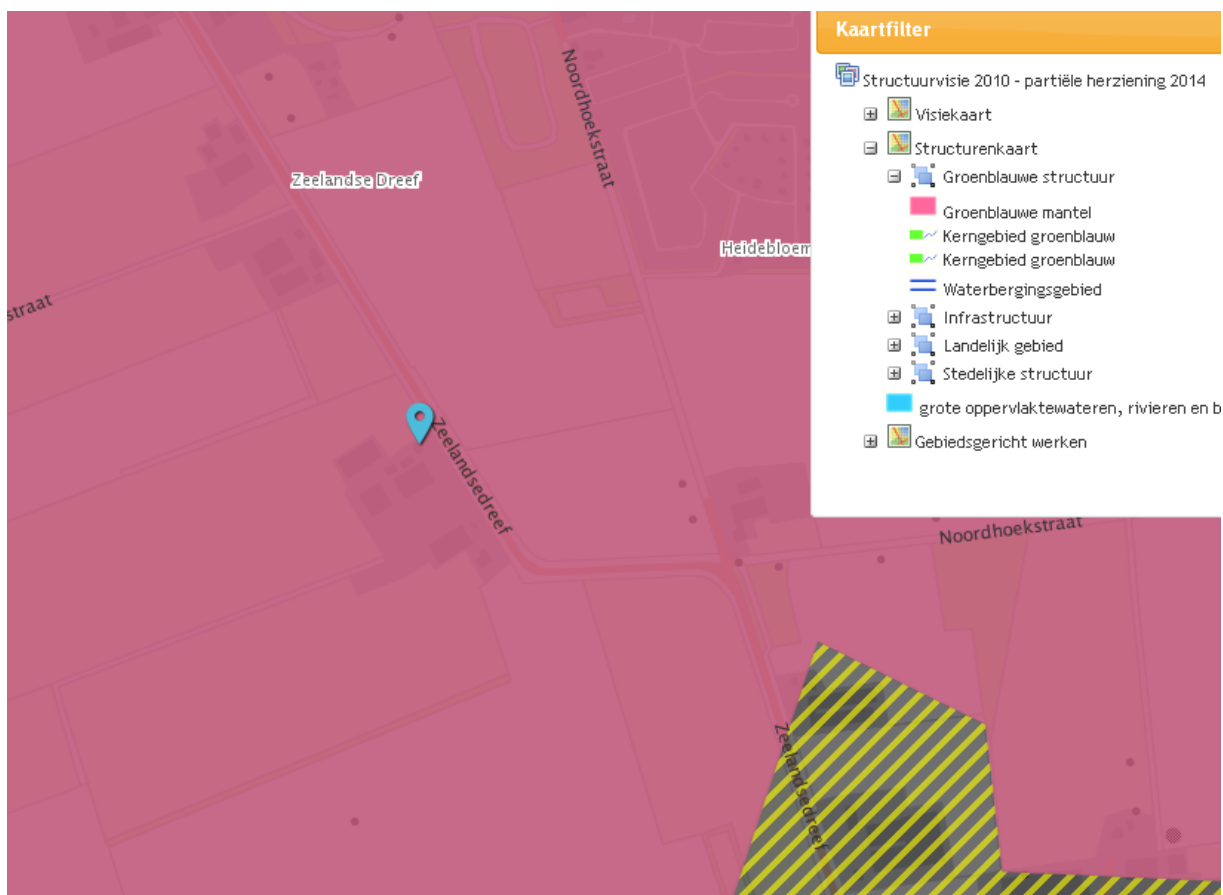 Kaartfilter
Structuurvisie 2010 - partiële herziening 2014
Visiekaart
Structurenkaart
Groenblauwe structuur
Groenblauwe mantel
Kerngebied groenblauw
Kerngebied groenblauw
Waterbergingsgebied
Infrastructuur
Landelijk gebied
Stedelijke structuur
grote oppervlaktewateren, rivieren en b
Gebiedsgericht werken
Noordhoekstraat
Zeelandse Dreef
Heidebloem
straat
Zeelandsedreef
Noordhoekstraat
Zeelandsedreef